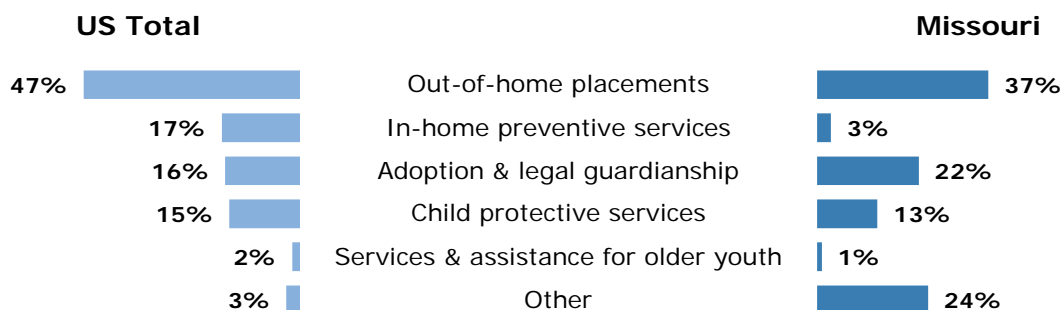 US Total Missouri
47% Out-of-home placements 37%
17% In-home preventive services 3%
16% Adoption & legal guardianship 22%
15% Child protective services 13%
2% Services & assistance for older youth 1%
3% Other 24%